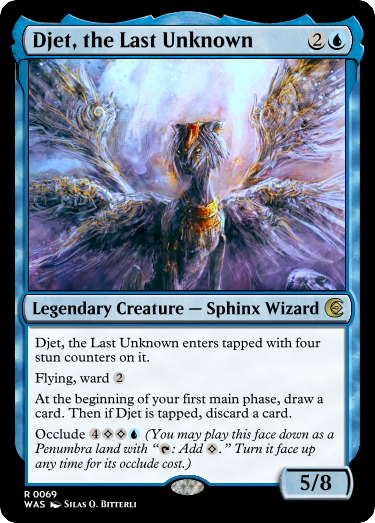 Djet, the Last Unknown 2
Legendary Creature — Sphinx Wizard
Djet, the Last Unknown enters tapped with four
stun counters on it.
Flying, ward 2
At the beginning of your first main phase, draw a
card. Then if Djet is tapped, discard a card.
Occlude 4 (You may play this face down as a
Penumbra land with “: Add .” Turn it face up
any time for its occlude cost.)
5/8
R 0069
WAS SILAS O. BITTERLI